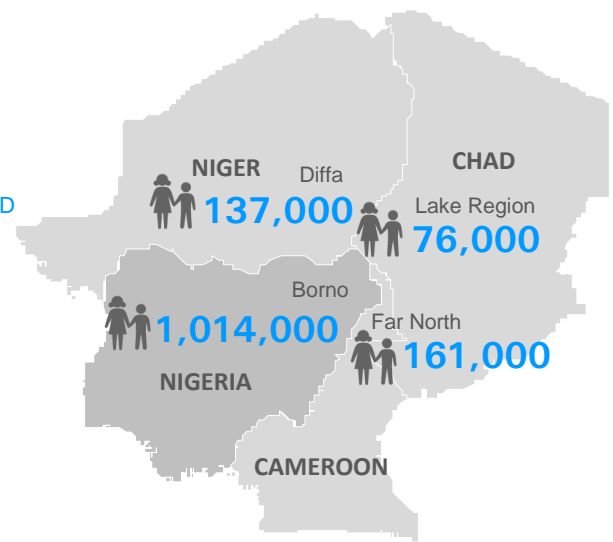 NIGER
Diffa
137,000
CHAD
D
Lake Region
76,000
Borno
1,014,000
Far North
161,000
NIGERIA
CAMEROON